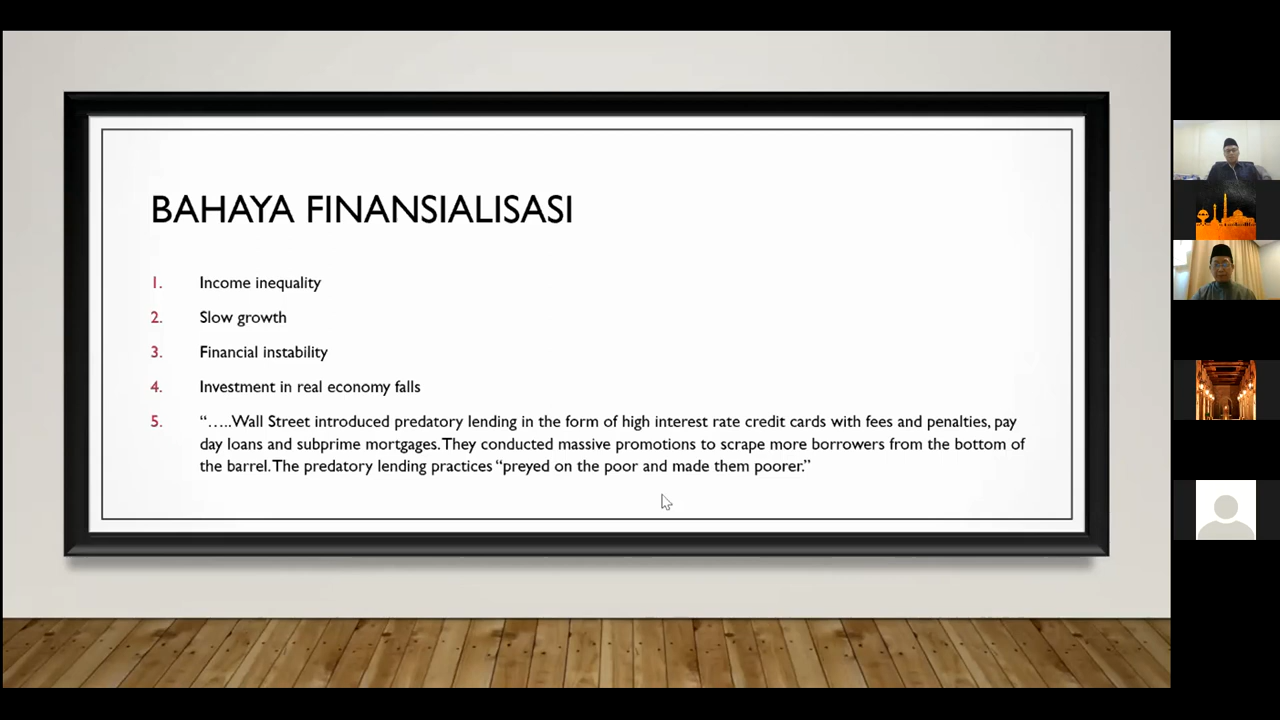 BAHAYA FINANSIALISASI
1. Income inequality
2. Slow growth
3. Financial instability
4. Investment in real economy falls
5. “…..Wall Street introduced predatory lending in the form of high interest rate credit cards with fees and penalties, pay
day loans and subprime mortgages. They conducted massive promotions to scrape more borrowers from the bottom of
the barrel. The predatory lending practices “preyed on the poor and made them poorer.”